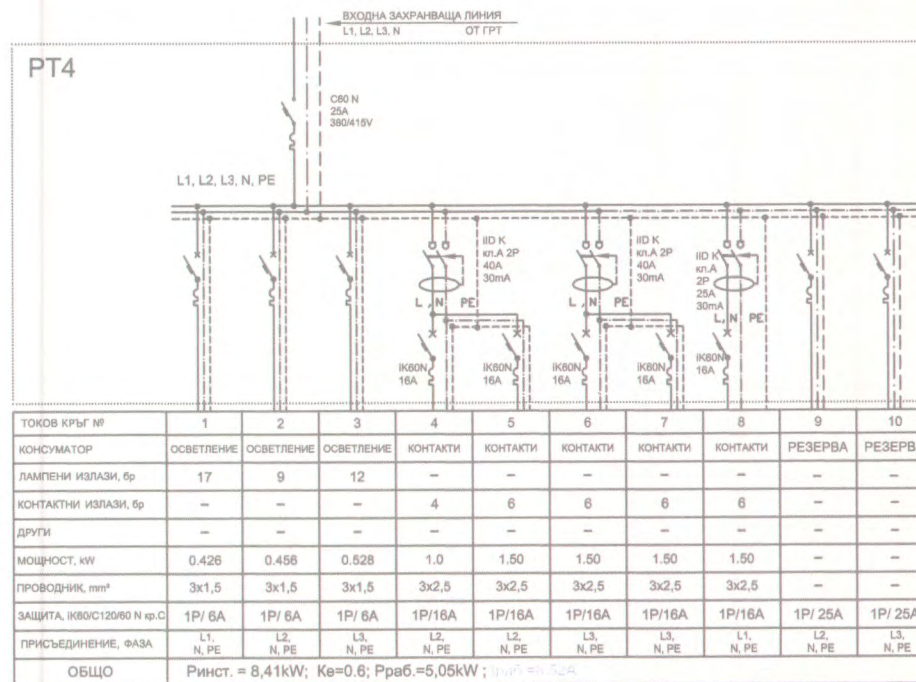 ВХОДНА ЗАХРАНВАЩА ЛИНИЯ
L1, L2, L3, N ОТ ГРТ
РТ4
C60 N
25A
380/415V
L1, L2, L3, N, PE
IID K
кл.А 2P
40A
30mA
IID K
кл.А 2P
40A
30mA
IID K
кл.А
2P
25A
30mA
L , N PE
L , N PE
L, N PE
iK60N
16A
iK60N
16A
iK60N
16A
iK60N
16A
iK60N
16A
ТОКОВ КРЪГ № 1 2 3 4 5 6 7 8 9 10
КОНСУМАТОР ОСВЕТЛЕНИЕ ОСВЕТЛЕНИЕ ОСВЕТЛЕНИЕ КОНТАКТИ КОНТАКТИ КОНТАКТИ КОНТАКТИ КОНТАКТИ РЕЗЕРВА РЕЗЕРВ
ЛАМПЕНИ ИЗЛАЗИ, бр 17 9 12 – – – – – – –
КОНТАКТНИ ИЗЛАЗИ, бр – – – 4 6 6 6 6 – –
ДРУГИ – – – – – – – – – –
МОЩНОСТ, kW 0.426 0.456 0.528 1.0 1.50 1.50 1.50 1.50 – –
ПРОВОДНИК, mm² 3x1,5 3x1,5 3x1,5 3x2,5 3x2,5 3x2,5 3x2,5 3x2,5 – –
ЗАЩИТА, iK60/C120/60 N кр.C 1P/ 6A 1P/ 6A 1P/ 6A 1P/16A 1P/16A 1P/16A 1P/16A 1P/16A 1P/ 25A 1P/ 25A
ПРИСЪЕДИНЕНИЕ, ФАЗА L1, N, PE L2, N, PE L3, N, PE L2, N, PE L2, N, PE L3, N, PE L3, N, PE L1, N, PE L2, N, PE L3, N, PE
ОБЩО Ринст. = 8,41kW; Ke=0.6; Рраб.=5,05kW ;